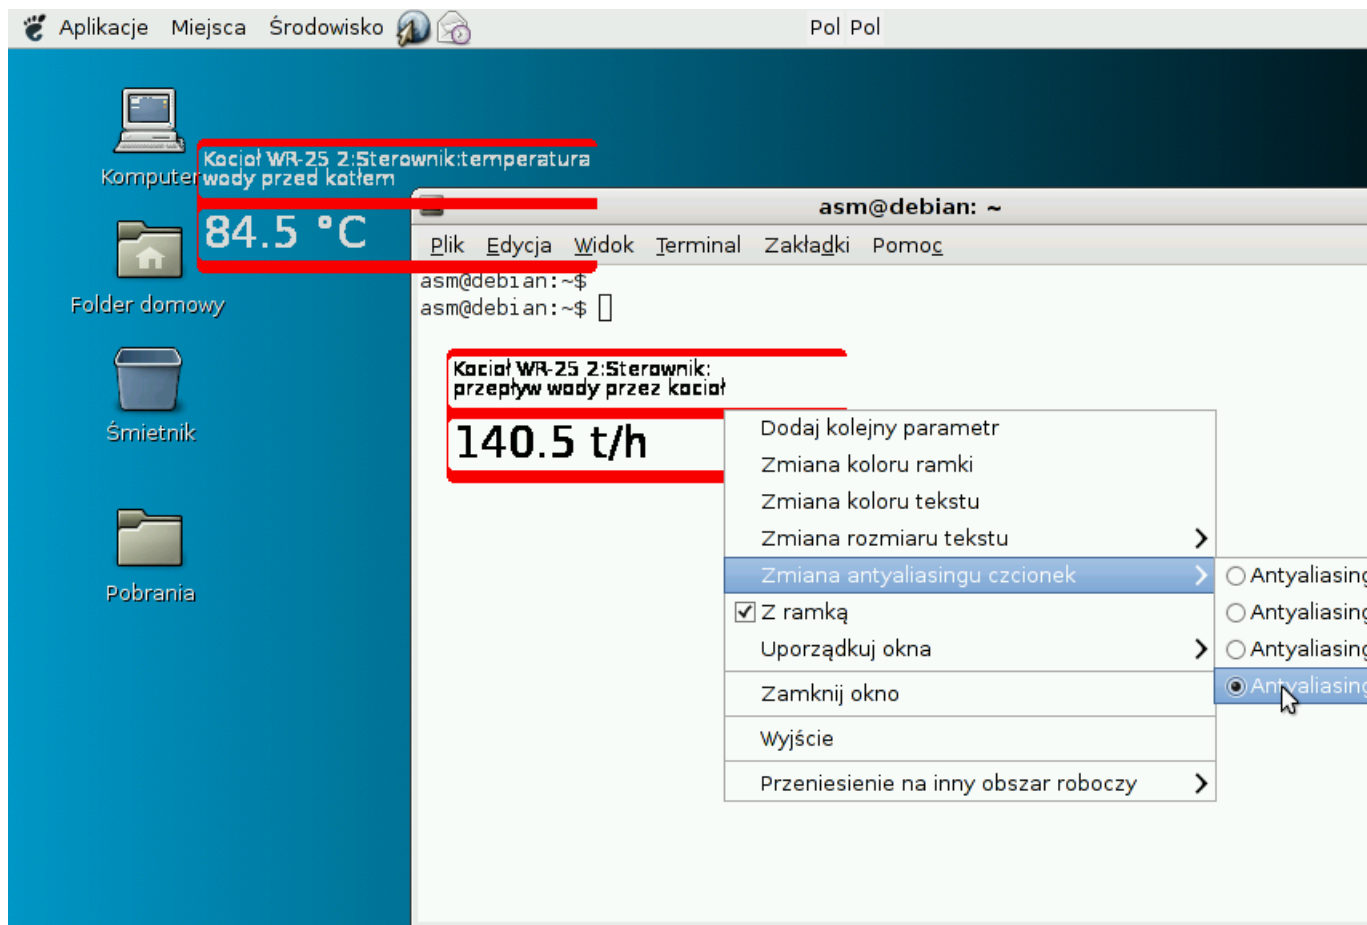 Aplikacje Miejsca Środowisko Pol Pol
Komputer
Kocioł WR-25 2:Sterownik:temperatura
wody przed kotłem
84.5 °C
asm@debian: ~
Plik Edycja Widok Terminal Zakładki Pomoc
asm@debian:~$
asm@debian:~$
Folder domowy
Kocioł WR-25 2:Sterownik:
przepływ wody przez kocioł
140.5 t/h
Śmietnik
Pobrania
Dodaj kolejny parametr
Zmiana koloru ramki
Zmiana koloru tekstu
Zmiana rozmiaru tekstu
Zmiana antyaliasingu czcionek
Z ramką
Uporządkuj okna
Zamknij okno
Wyjście
Przeniesienie na inny obszar roboczy
Antyaliasing
Antyaliasing
Antyaliasing
Antyaliasing